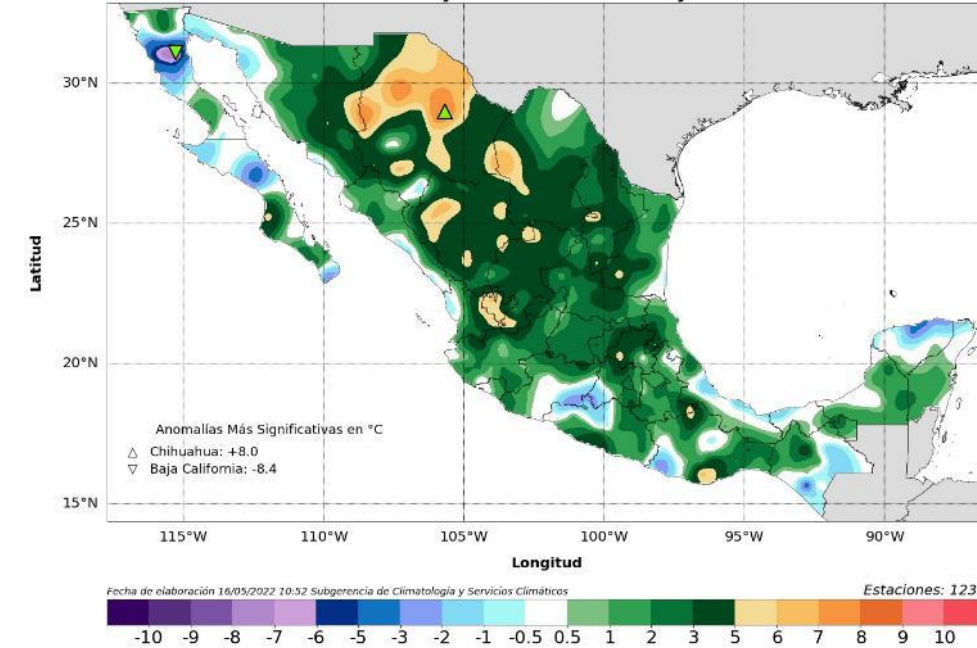 30°N
25°N
20°N
15°N
Latitud
Anomalías Más Significativas en °C
△ Chihuahua: +8.0
▽ Baja California: -8.4
115°W 110°W 105°W 100°W 95°W 90°W
Longitud
Fecha de elaboración 16/05/2022 10:52 Subgerencia de Climatología y Servicios Climáticos
Estaciones: 123
-10 -9 -8 -7 -6 -5 -3 -2 -1 -0.5 0.5 1 2 3 5 6 7 8 9 10